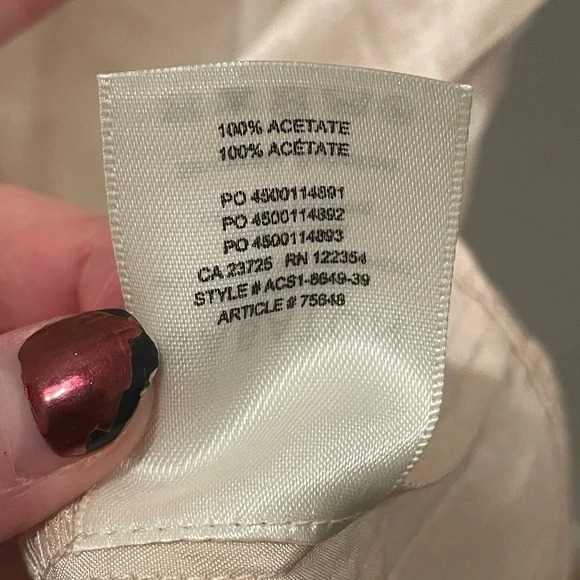 100% ACETATE
100% ACÉTATE
PO 4500114891
PO 4500114892
PO 4500114893
CA 23725 RN 122354
STYLE # ACS1-8649-39
ARTICLE # 75648